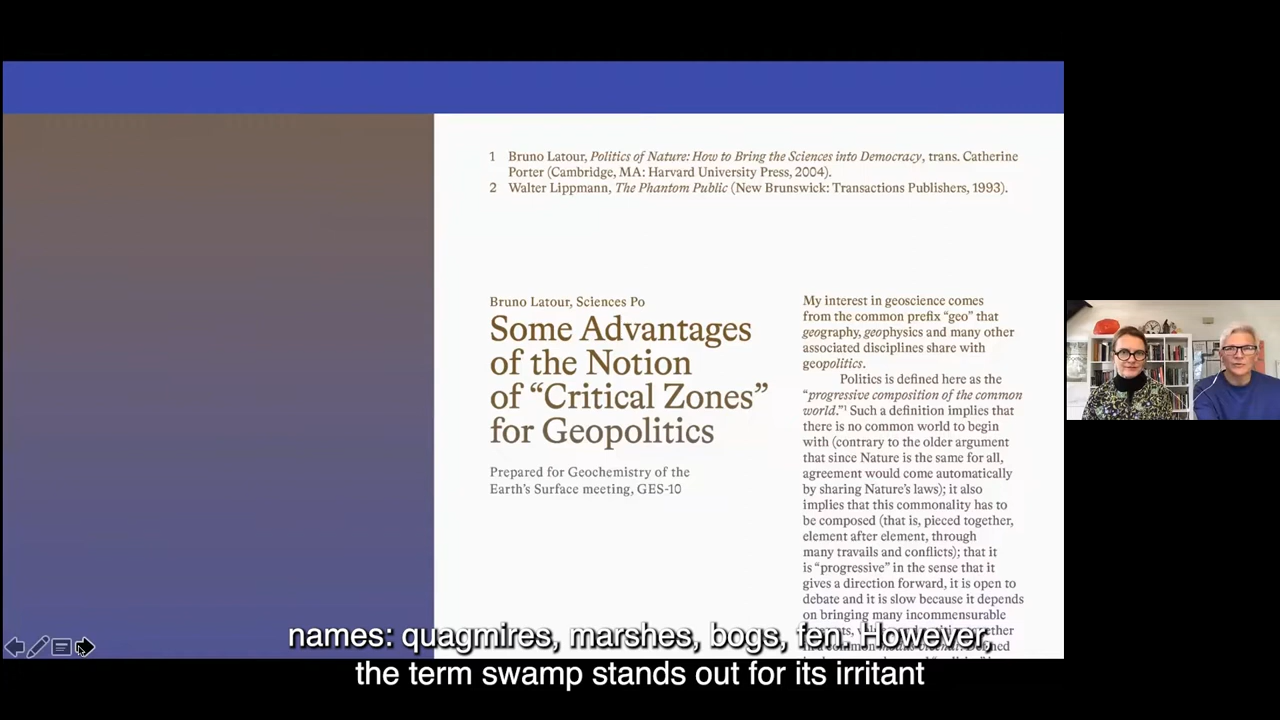 1 Bruno Latour, Politics of Nature: How to Bring the Sciences into Democracy, trans. Catherine
Porter (Cambridge, MA: Harvard University Press, 2004).
2 Walter Lippmann, The Phantom Public (New Brunswick: Transactions Publishers, 1993).
Bruno Latour, Sciences Po
Some Advantages
of the Notion
of “Critical Zones”
for Geopolitics
Prepared for Geochemistry of the
Earth’s Surface meeting, GES-10
My interest in geoscience comes
from the common prefix “geo” that
geography, geophysics and many other
associated disciplines share with
geopolitics.
Politics is defined here as the
“progressive composition of the common
world.”1 Such a definition implies that
there is no common world to begin
with (contrary to the older argument
that since Nature is the same for all,
agreement would come automatically
by sharing Nature’s laws); it also
implies that this commonality has to
be composed (that is, pieced together,
element after element, through
many travails and conflicts); that it
is “progressive” in the sense that it
gives a direction forward, it is open to
debate and it is slow because it depends
on bringing many incommensurable
in a common
names: quagmires, marshes, bogs, fen. However,
the term swamp stands out for its irritant